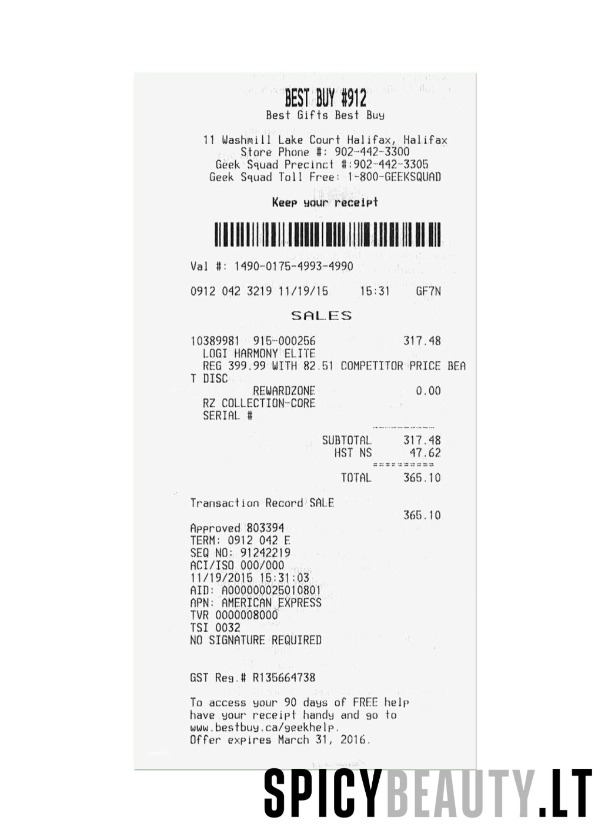 BEST BUY #912
Best Gifts Best Buy
11 Washmill Lake Court Halifax, Halifax
Store Phone #: 902-442-3300
Geek Squad Precinct #:902-442-3305
Geek Squad Toll Free: 1-800-GEEKSQUAD
Keep your receipt
Val #: 1490-0175-4993-4990
0912 042 3219 11/19/15 15:31 GF7N
SALES
10389981 915-000256 317.48
LOGI HARMONY ELITE
REG 399.99 WITH 82.51 COMPETITOR PRICE BEA
T DISC
REWARDZONE 0.00
RZ COLLECTION-CORE
SERIAL #
SUBTOTAL 317.48
HST NS 47.62
==========
TOTAL 365.10
Transaction Record SALE
365.10
Approved 803394
TERM: 0912 042 E
SEQ NO: 91242219
ACI/ISO 000/000
11/19/2015 15:31:03
AID: A000000025010801
APN: AMERICAN EXPRESS
TVR 0000008000
TSI 0032
NO SIGNATURE REQUIRED
GST Reg.# R135664738
To access your 90 days of FREE help
have your receipt handy and go to
www.bestbuy.ca/geekhelp.
Offer expires March 31, 2016.
SPICYBEAUTY.LT